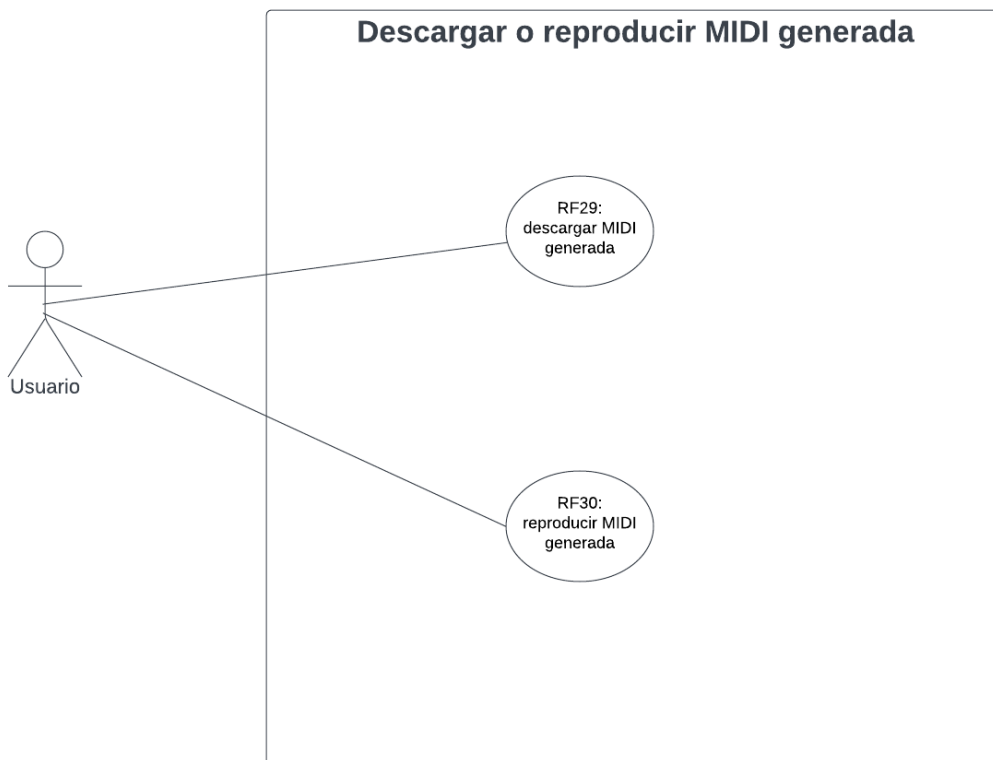 Descargar o reproducir MIDI generada
RF29:
descargar MIDI
generada
Usuario
RF30:
reproducir MIDI
generada